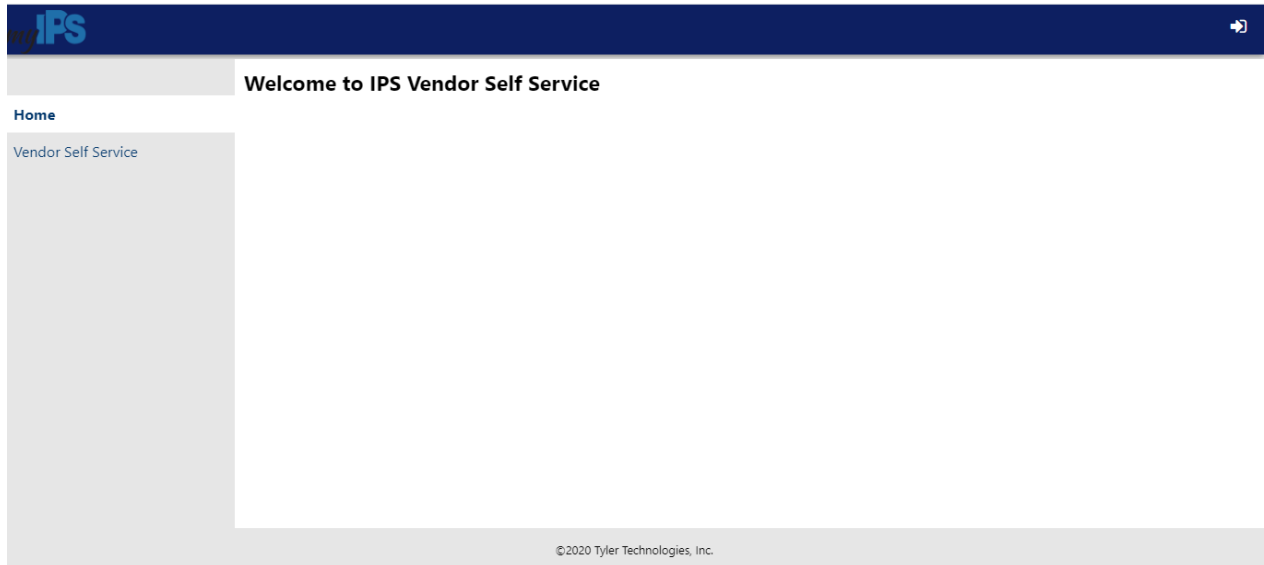 myIPS
Welcome to IPS Vendor Self Service
Home
Vendor Self Service
©2020 Tyler Technologies, Inc.